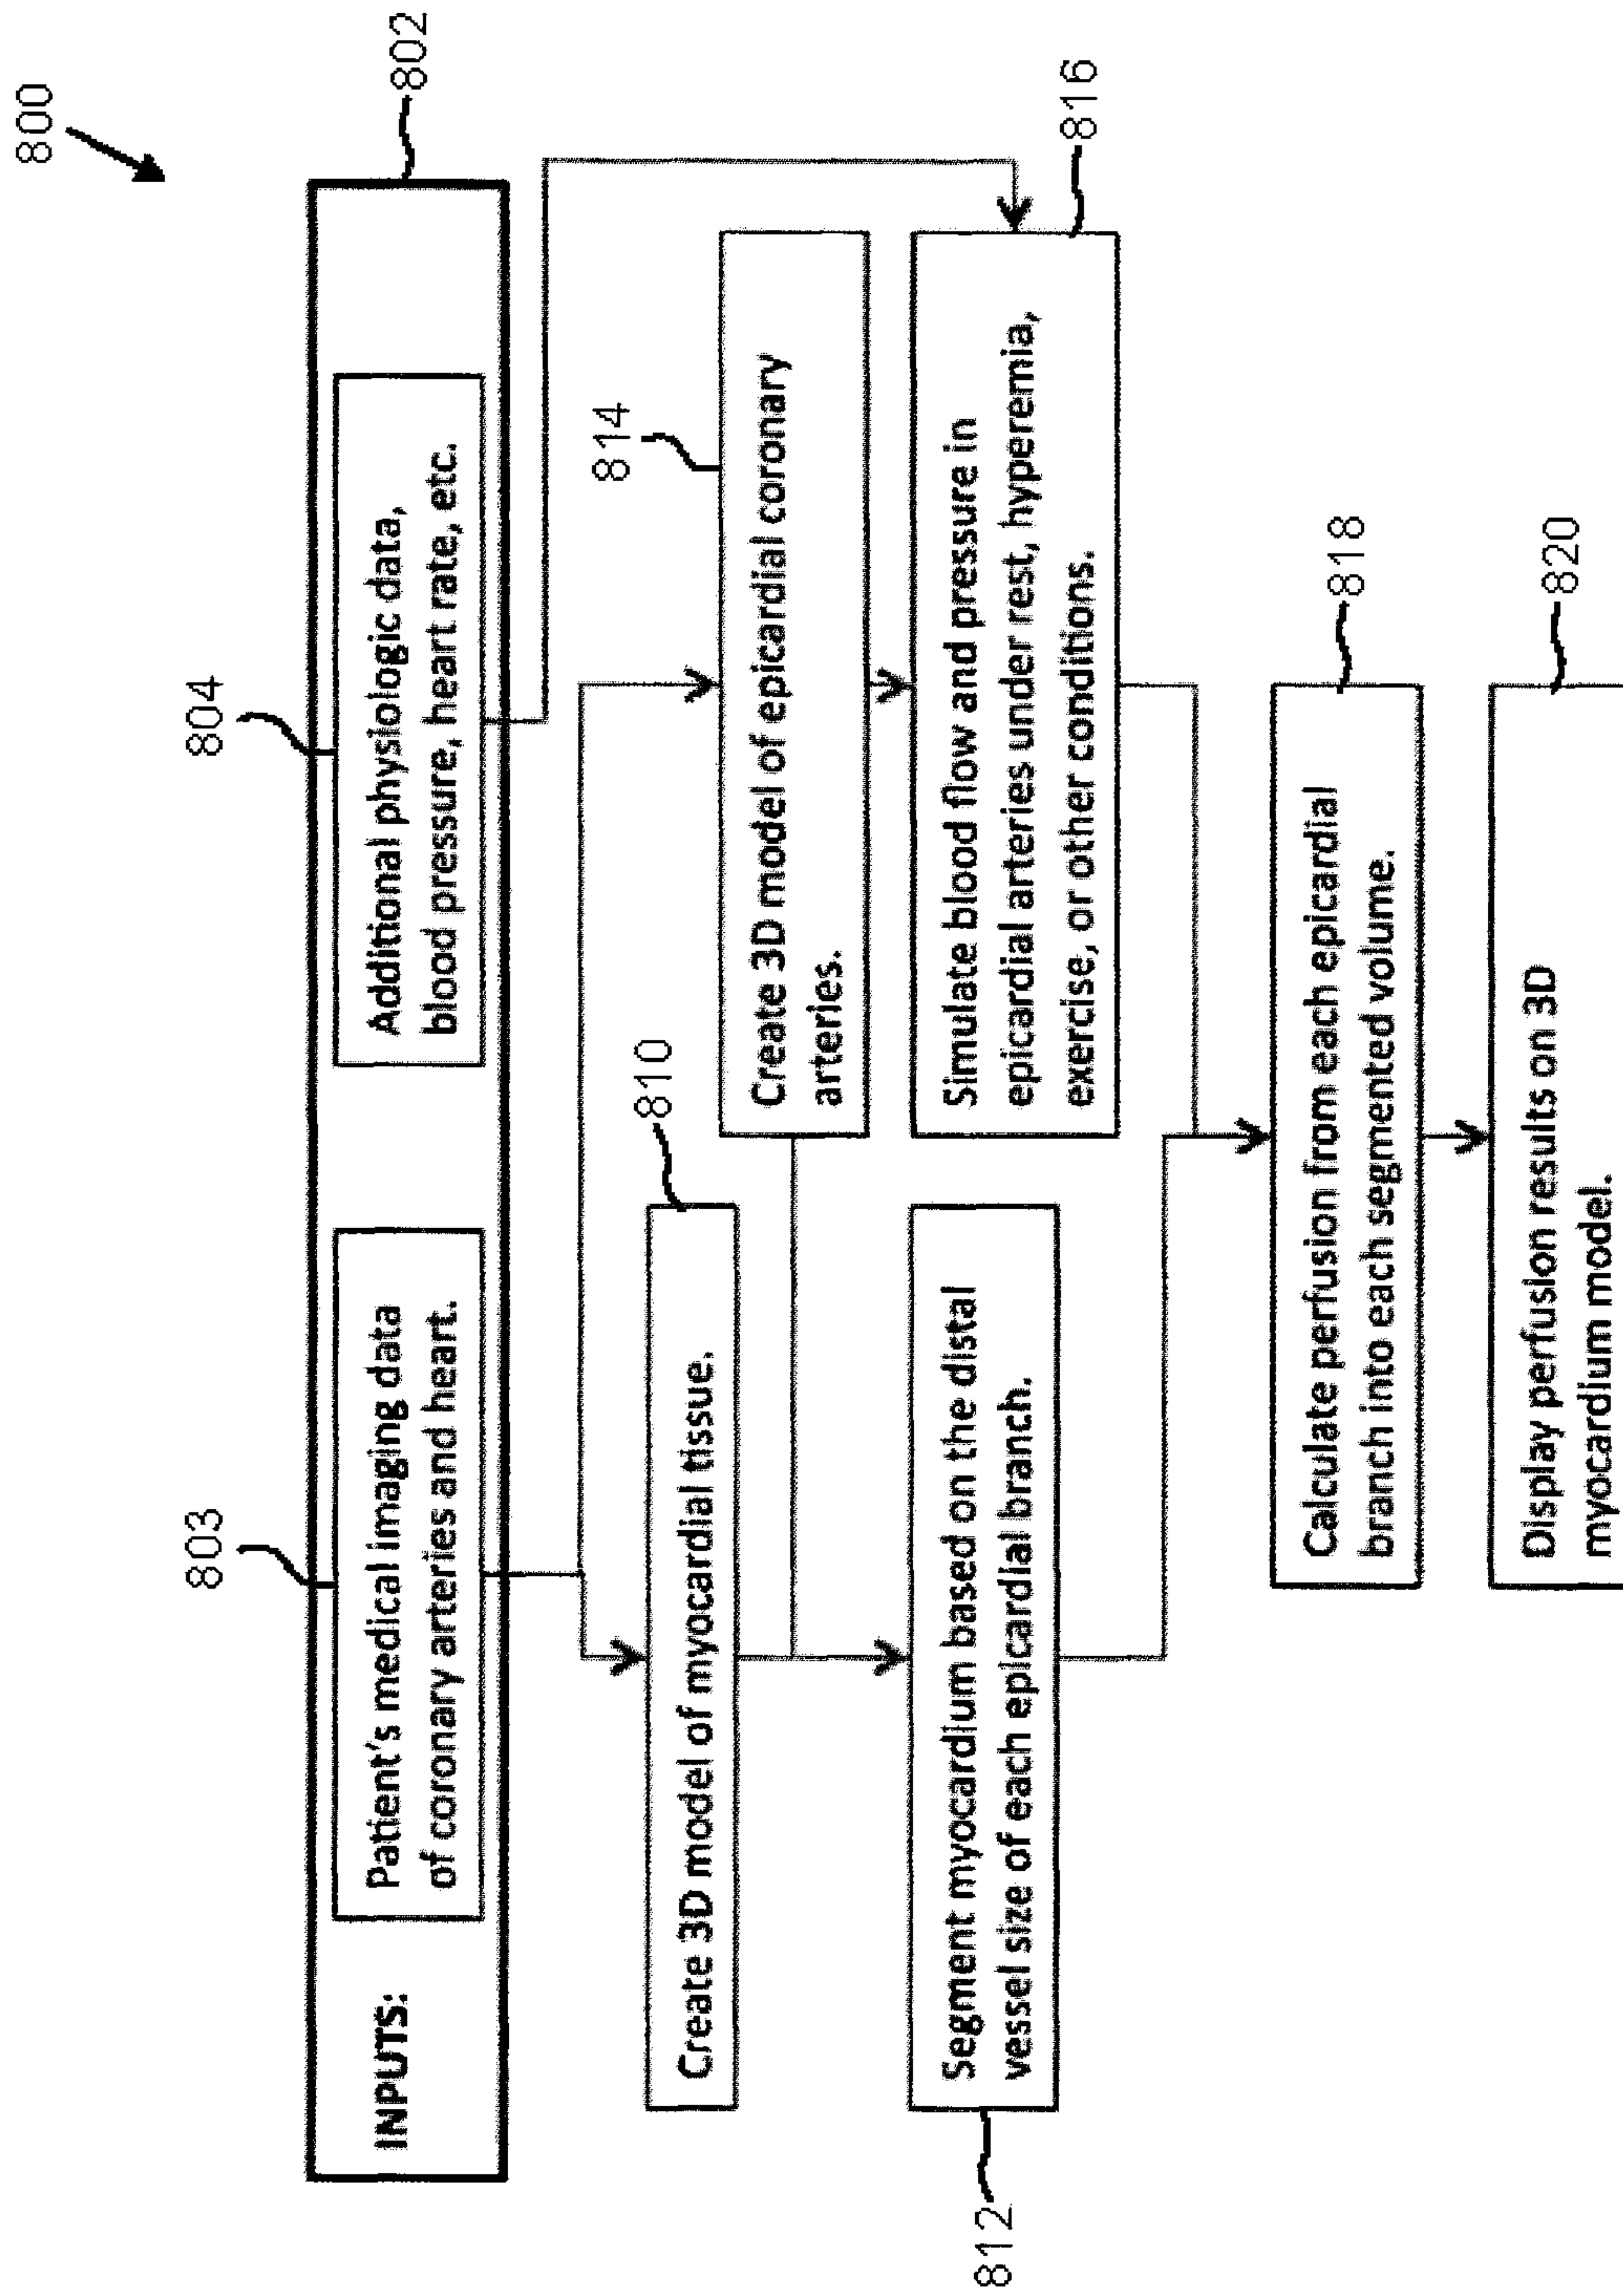 800
802
803
804
INPUTS:
Patient's medical imaging data
of coronary arteries and heart.
Additional physiologic data,
blood pressure, heart rate, etc.
810
Create 3D model of myocardial tissue.
814
Create 3D model of epicardial coronary
arteries.
812
Segment myocardium based on the distal
vessel size of each epicardial branch.
816
Simulate blood flow and pressure in
epicardial arteries under rest, hyperemia,
exercise, or other conditions.
818
Calculate perfusion from each epicardial
branch into each segmented volume.
820
Display perfusion results on 3D
myocardium model.